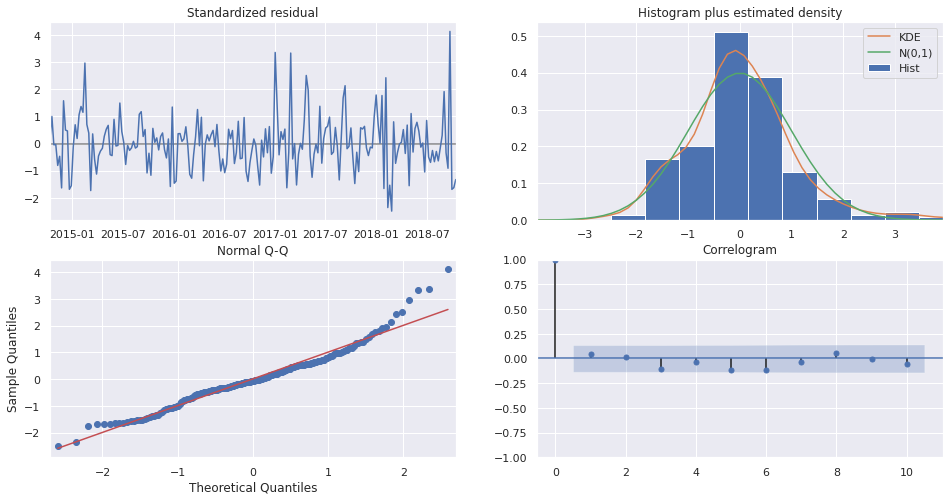 Standardized residual
4
3
2
1
0
−1
−2
2015-01 2015-07 2016-01 2016-07 2017-01 2017-07 2018-01 2018-07
Histogram plus estimated density
KDE
N(0,1)
Hist
0.5
0.4
0.3
0.2
0.1
0.0
−3 −2 −1 0 1 2 3
Normal Q-Q
Sample Quantiles
4
3
2
1
0
−1
−2
−2 −1 0 1 2
Theoretical Quantiles
Correlogram
1.00
0.75
0.50
0.25
0.00
−0.25
−0.50
−0.75
−1.00
0 2 4 6 8 10